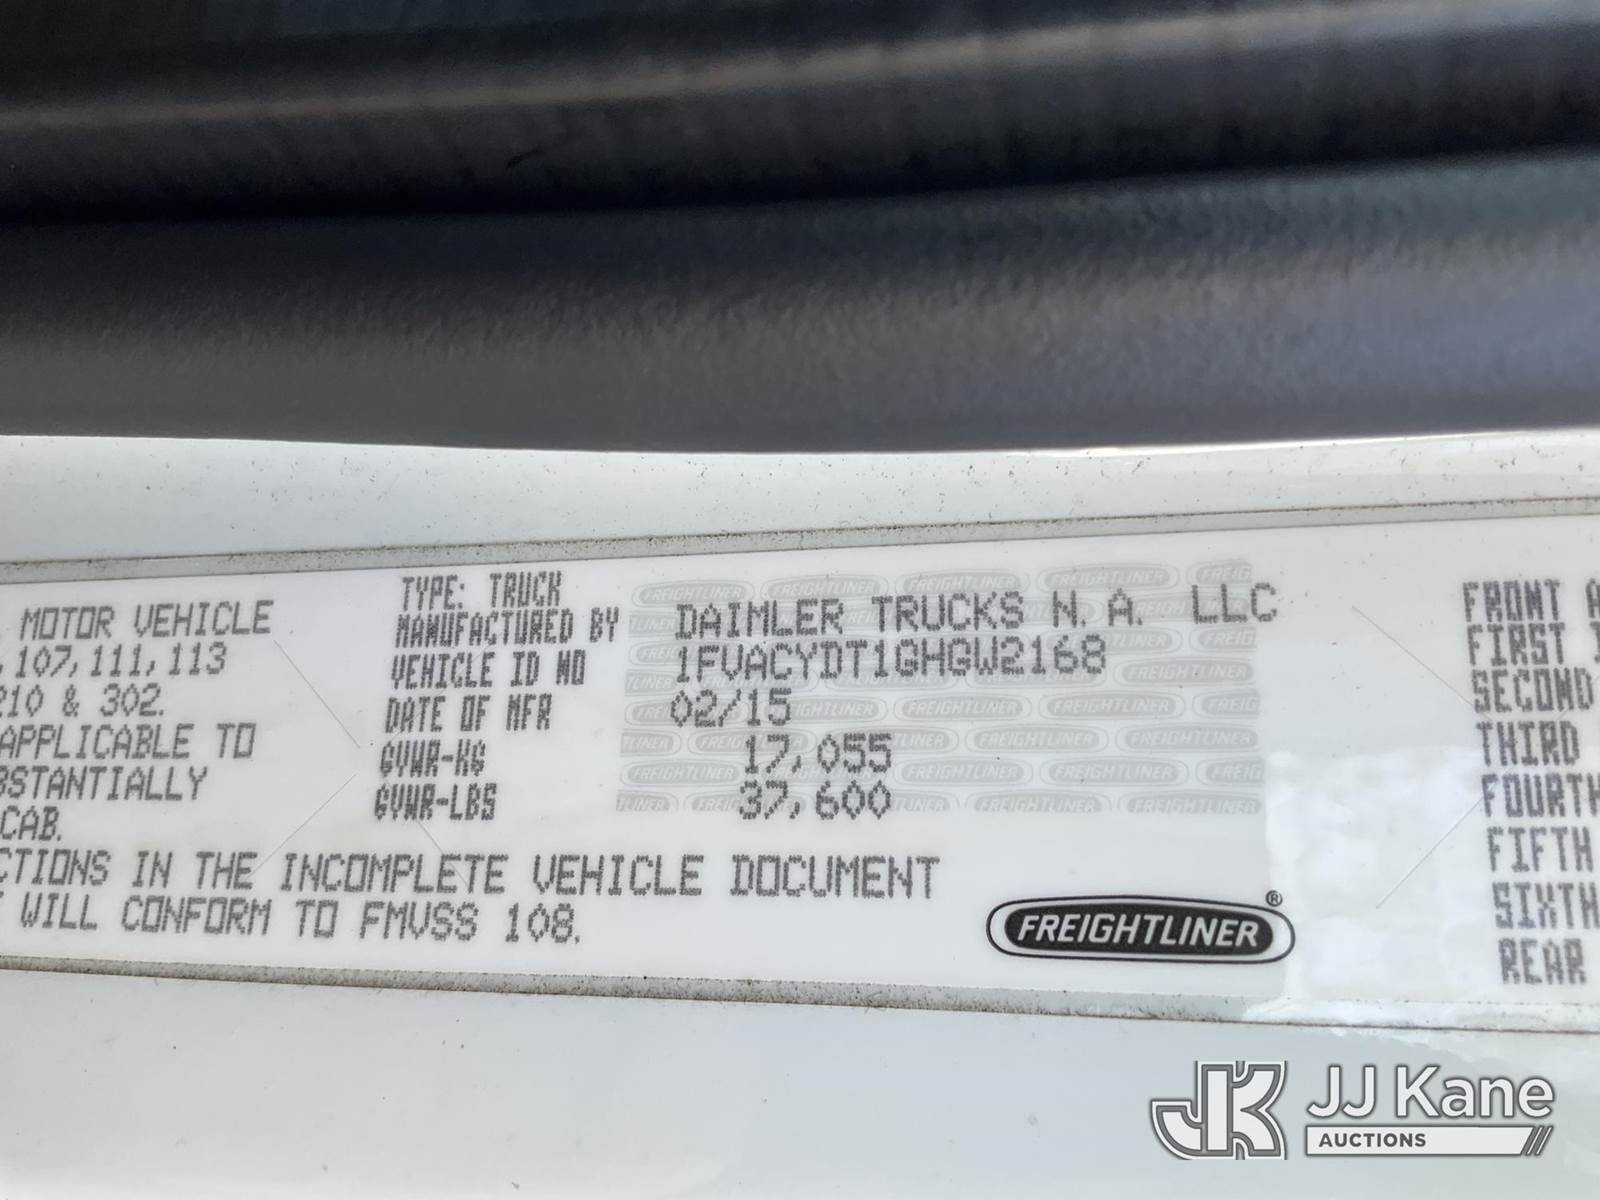 MOTOR VEHICLE
,107,111,113
210 & 302.
APPLICABLE TO
BSTANTIALLY
CAB.
CTIONS IN THE INCOMPLETE VEHICLE DOCUMENT
WILL CONFORM TO FMVSS 108.
TYPE: TRUCK
MANUFACTURED BY DAIMLER TRUCKS N.A. LLC
VEHICLE ID NO 1FVACYDT1GHGW2168
DATE OF MFR 02/15
GVWR-KG 17,055
GVWR-LBS 37,600
FREIGHTLINER®
FRONT A
FIRST I
SECOND
THIRD
FOURTH
FIFTH
SIXTH
REAR
JK JJ Kane
AUCTIONS